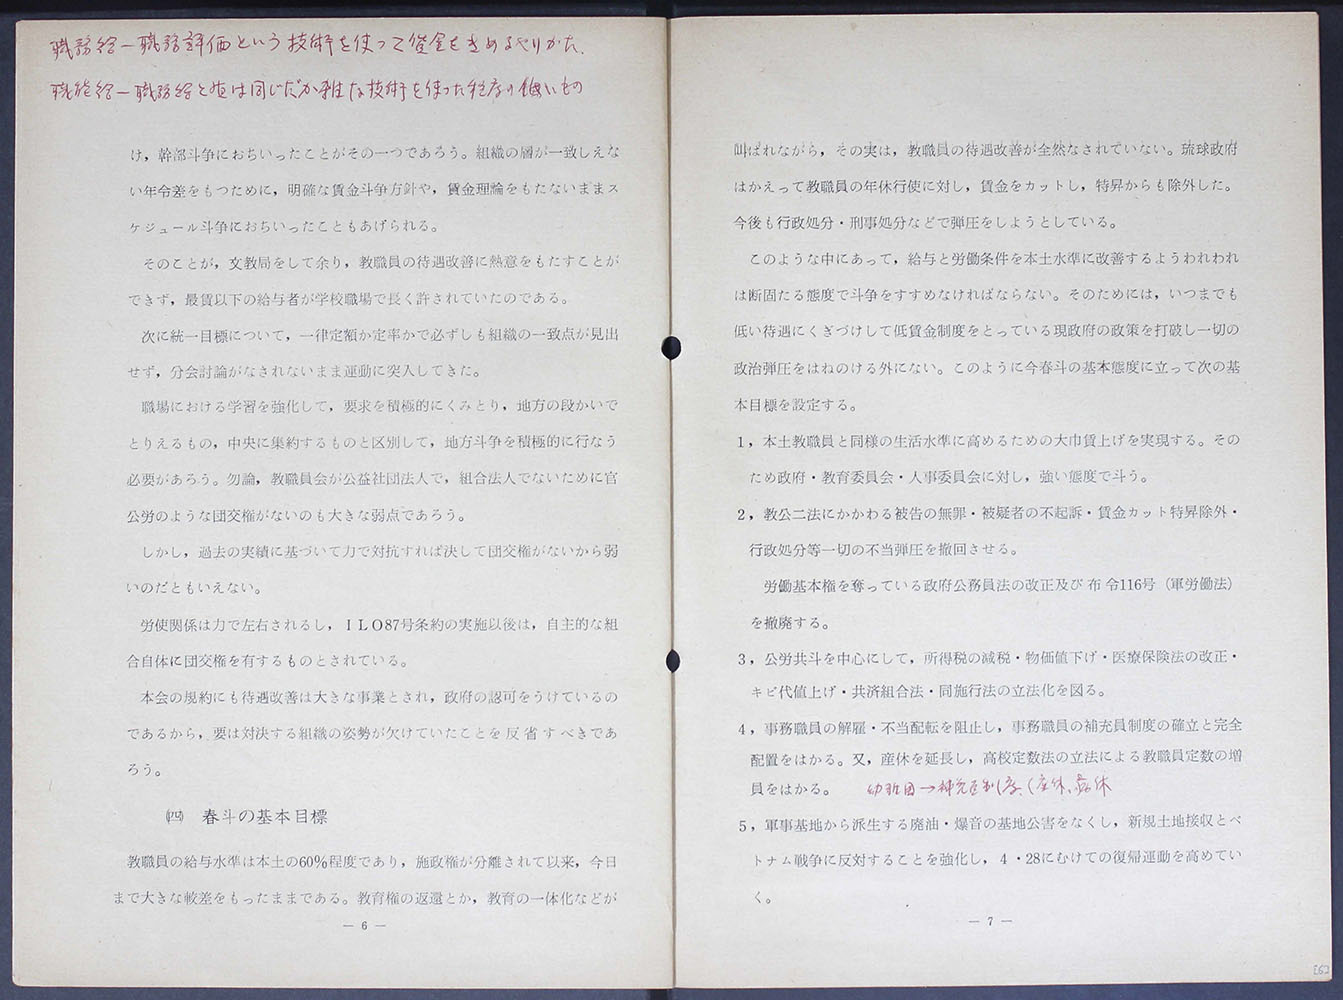 職務給ー職務評価という技術を使って賃金をきめるやりかた、
職能給ー職務給と殆は同じだが雑な技術を使った程度の低いもの
け，幹部斗争におちいったことがその一つであろう。組織の層が一致しえな
い年令差をもつために，明確な賃金斗争方針や，賃金理論をもたないままス
ケジュール斗争におちいったこともあげられる。
そのことが，文教局をして余り，教職員の待遇改善に熱意をもたすことが
できず，最賃以下の給与者が学校職場で長く許されていたのである。
次に統一目標について，一律定額か定率かで必ずしも組織の一致点が見出
せず，分会討論がなされないまま運動に突入してきた。
職場における学習を強化して，要求を積極的にくみとり，地方の段かいで
とりえるもの，中央に集約するものと区別して，地方斗争を積極的に行なう
必要があろう。勿論，教職員会が公益社団法人で，組合法人でないために官
公労のような団交権がないのも大きな弱点であろう。
しかし，過去の実績に基づいて力で対抗すれば決して団交権がないから弱
いのだともいえない。
労使関係は力で左右されるし，ＩＬＯ87号条約の実施以後は，自主的な組
合自体に団交権を有するものとされている。
本会の規約にも待遇改善は大きな事業とされ，政府の認可をうけているの
であるから，要は対決する組織の姿勢が欠けていたことを反省すべきであ
ろう。
㈣ 春斗の基本目標
教職員の給与水準は本土の60％程度であり，施政権が分離されて以来，今日
まで大きな較差をもったままである。教育権の返還とか，教育の一体化などが
— 6 —
叫ばれながら，その実は，教職員の待遇改善が全然なされていない。琉球政府
はかえって教職員の年休行使に対し，賃金をカットし，特昇からも除外した。
今後も行政処分・刑事処分などで弾圧をしようとしている。
このような中にあって，給与と労働条件を本土水準に改善するようわれわれ
は断固たる態度で斗争をすすめなければならない。そのためには，いつまでも
低い待遇にくぎづけして低賃金制度をとっている現政府の政策を打破し一切の
政治弾圧をはねのける外にない。このように今春斗の基本態度に立って次の基
本目標を設定する。
1，本土教職員と同様の生活水準に高めるための大巾賃上げを実現する。その
ため政府・教育委員会・人事委員会に対し，強い態度で斗う。
2，教公二法にかかわる被告の無罪・被疑者の不起訴・賃金カット特昇除外・
行政処分等一切の不当弾圧を撤回させる。
労働基本権を奪っている政府公務員法の改正及び布令116号（軍労働法）
を撤廃する。
3，公労共斗を中心にして，所得税の減税・物価値下げ・医療保険法の改正・
キビ代値上げ・共済組合法・同施行法の立法化を図る。
4，事務職員の解雇・不当配転を阻止し，事務職員の補充員制度の確立と完全
配置をはかる。又，産休を延長し，高校定数法の立法による教職員定数の増
員をはかる。 幼稚園→補充員制度、（産休、病休
5，軍事基地から派生する廃油・爆音の基地公害をなくし，新規土地接収とベ
トナム戦争に反対することを強化し，４・28にむけての復帰運動を高めてい
く。
— 7 —